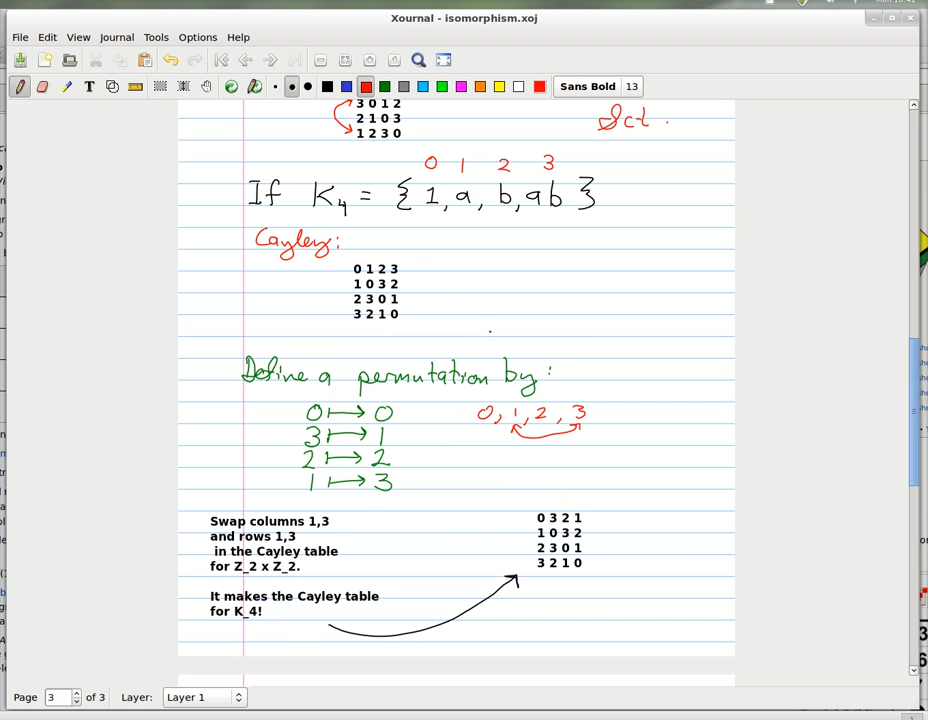 Xournal - isomorphism.xoj
File Edit View Journal Tools Options Help
Sans Bold 13
3 0 1 2
2 1 0 3
1 2 3 0
0 1 2 3
If K4 = { 1, a, b, ab }
Cayley:
0 1 2 3
1 0 3 2
2 3 0 1
3 2 1 0
Define a permutation by:
0 ↦ 0
3 ↦ 1
2 ↦ 2
1 ↦ 3
0, 1, 2, 3
Swap columns 1,3
and rows 1,3
in the Cayley table
for Z_2 x Z_2.
It makes the Cayley table
for K_4!
0 3 2 1
1 0 3 2
2 3 0 1
3 2 1 0
Page 3 of 3 Layer: Layer 1